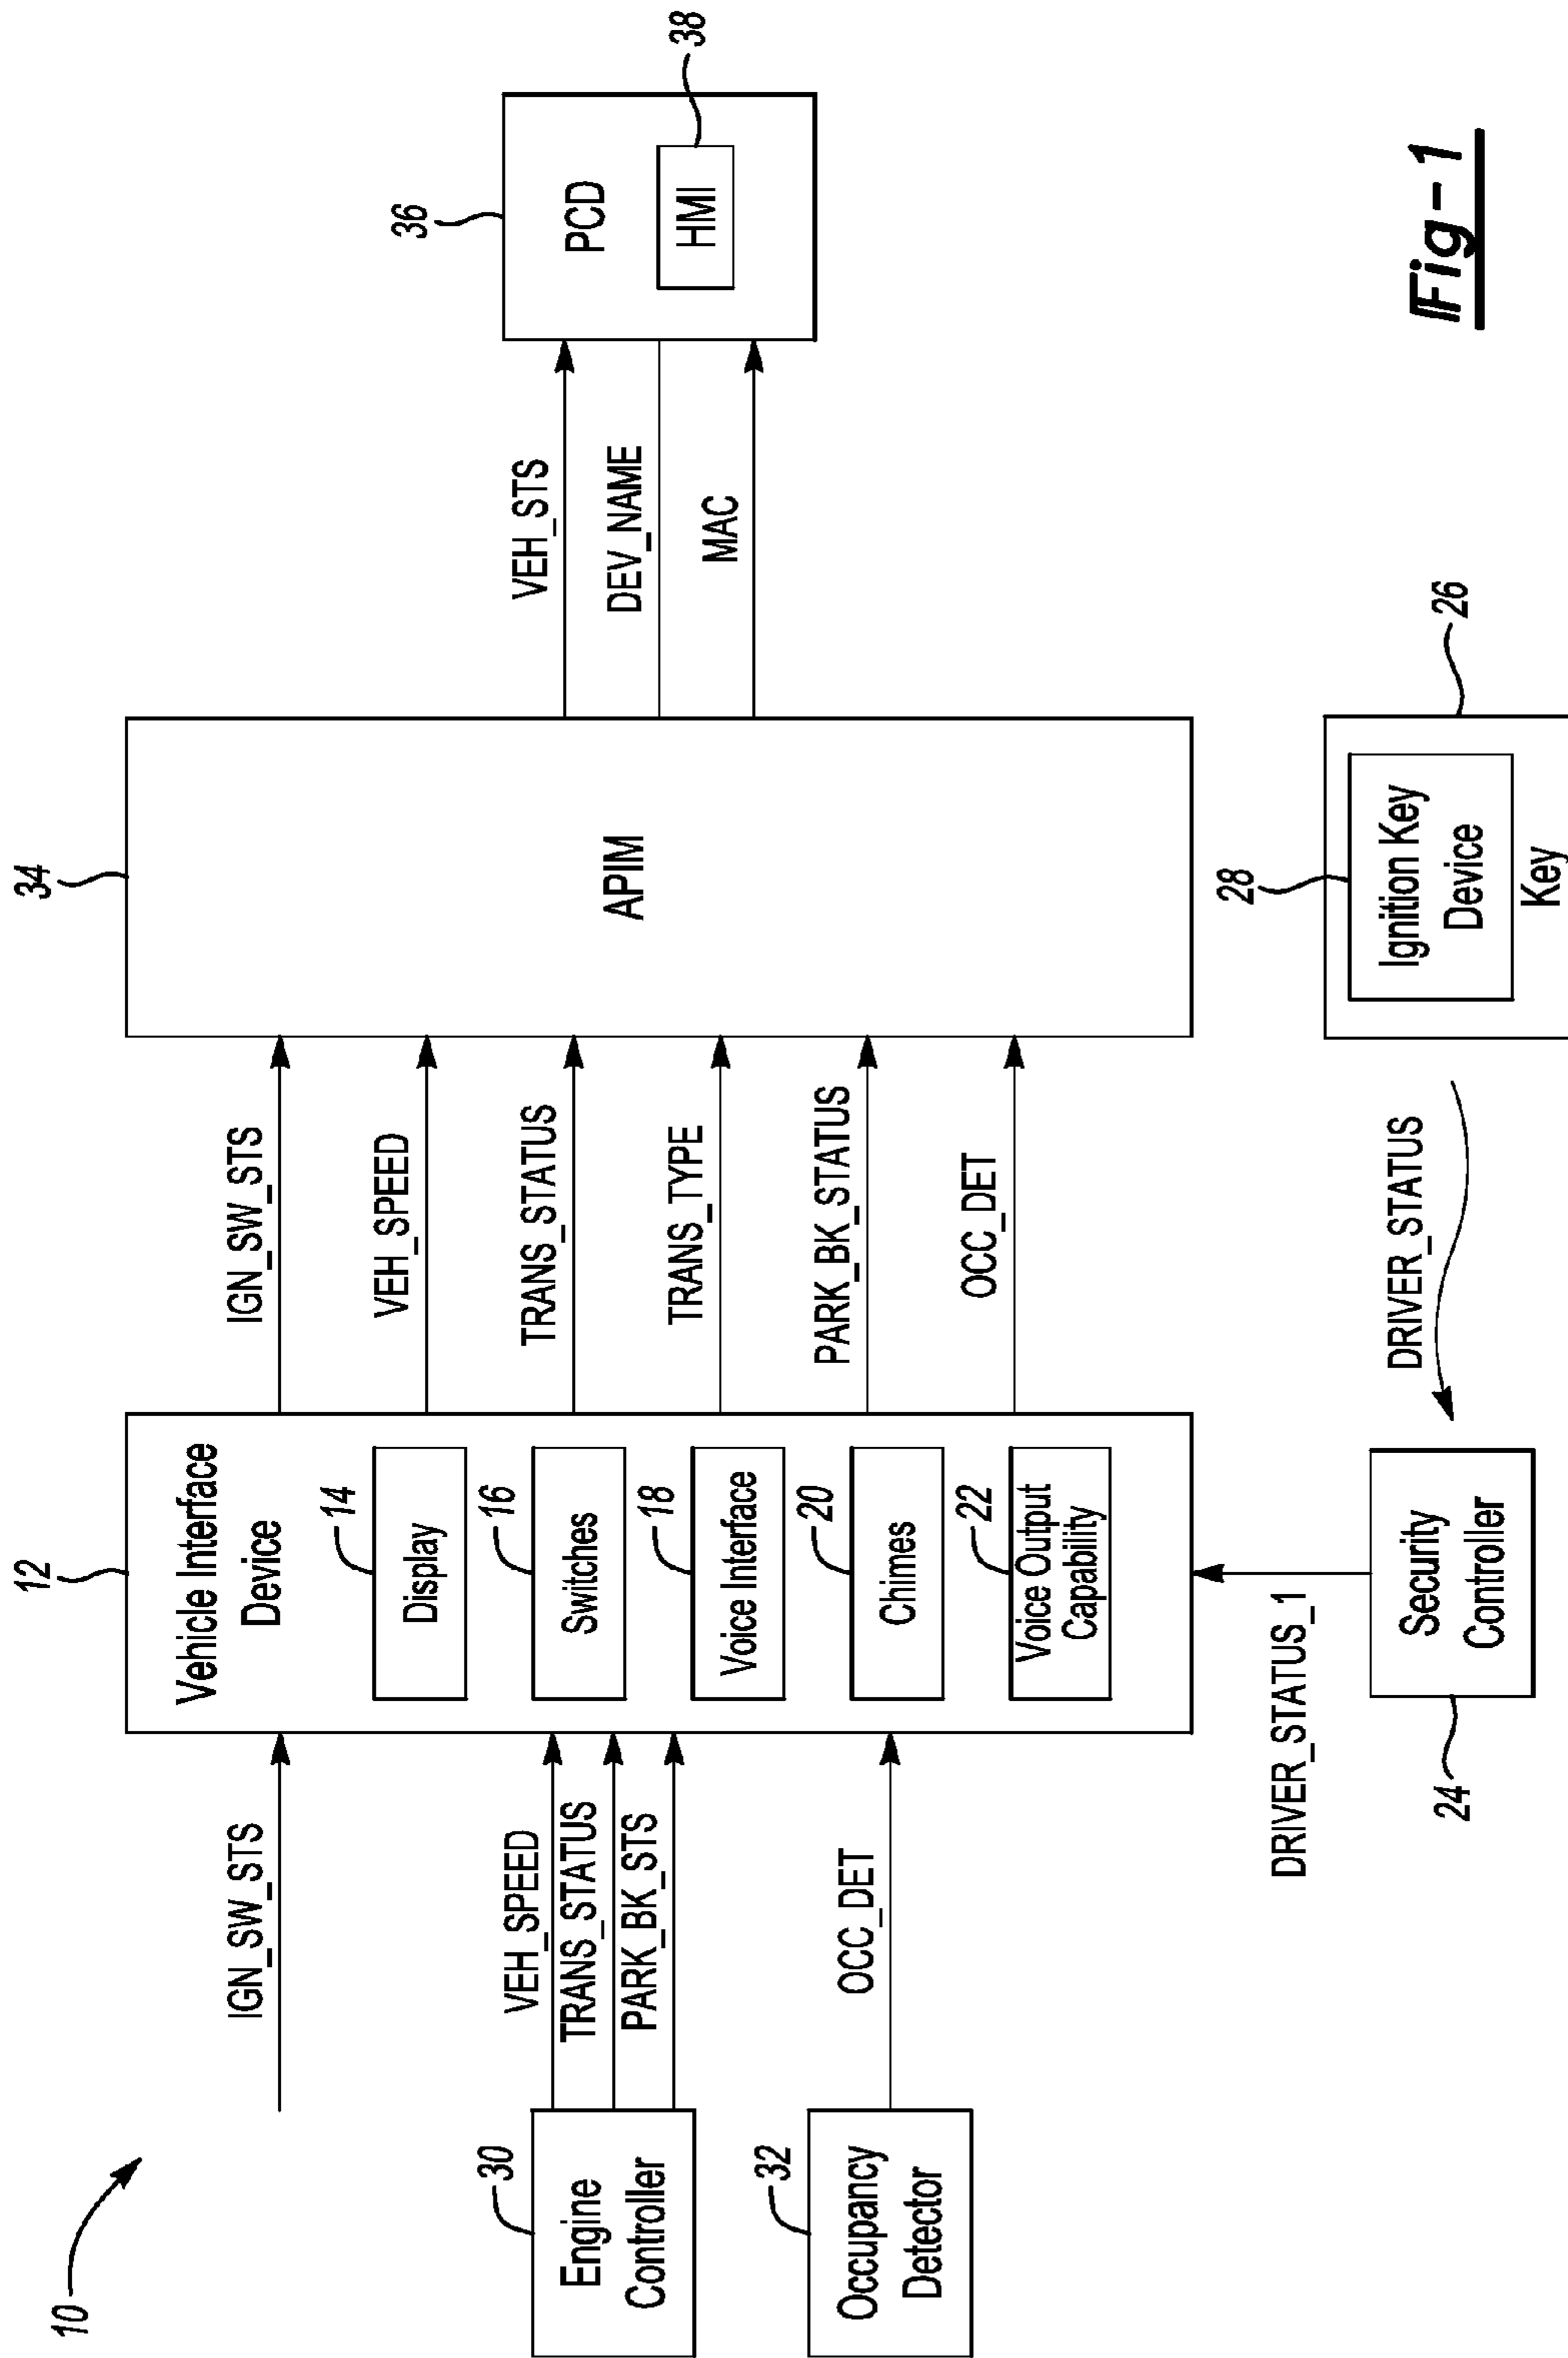 10
IGN_SW_STS
30
Engine
Controller
VEH_SPEED
TRANS_STATUS
PARK_BK_STS
32
Occupancy
Detector
OCC_DET
12
Vehicle Interface
Device
14
Display
16
Switches
18
Voice Interface
20
Chimes
22
Voice Output
Capability
DRIVER_STATUS_1
Security
Controller
24
IGN_SW_STS
VEH_SPEED
TRANS_STATUS
TRANS_TYPE
PARK_BK_STATUS
OCC_DET
DRIVER_STATUS
34
APIM
28
Ignition Key
Device
Key
26
VEH_STS
DEV_NAME
MAC
36
PCD
HMI
38
Fig-1